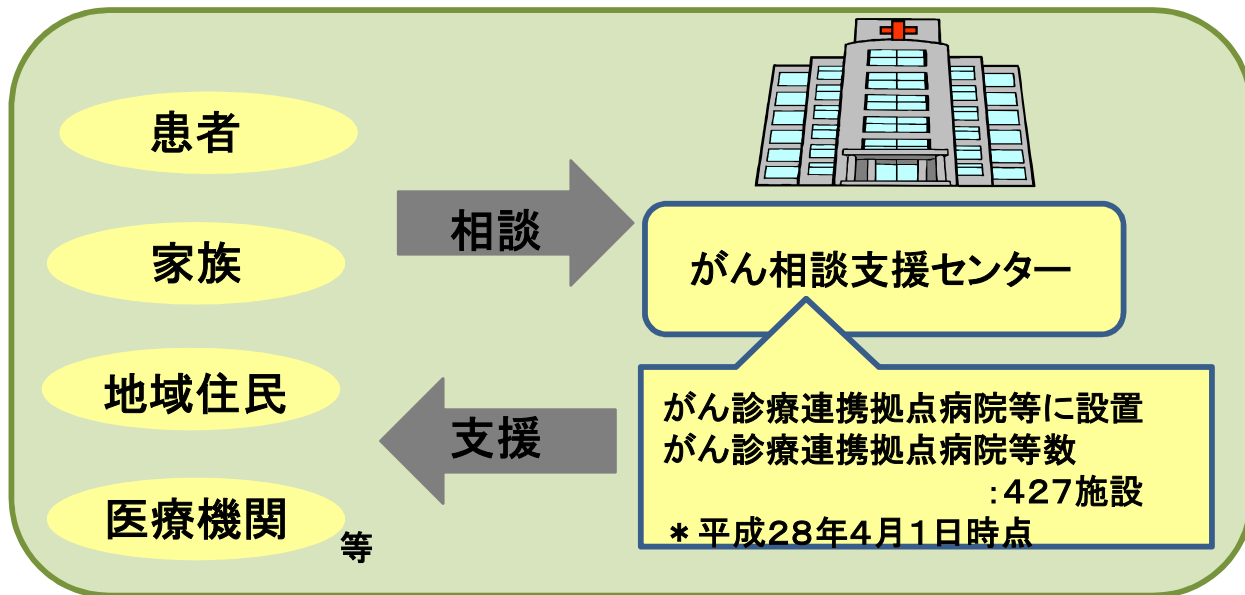 患者
家族
地域住民
医療機関
等
相談
支援
がん相談支援センター
がん診療連携拠点病院等に設置
がん診療連携拠点病院等数
:427施設
＊平成28年4月1日時点